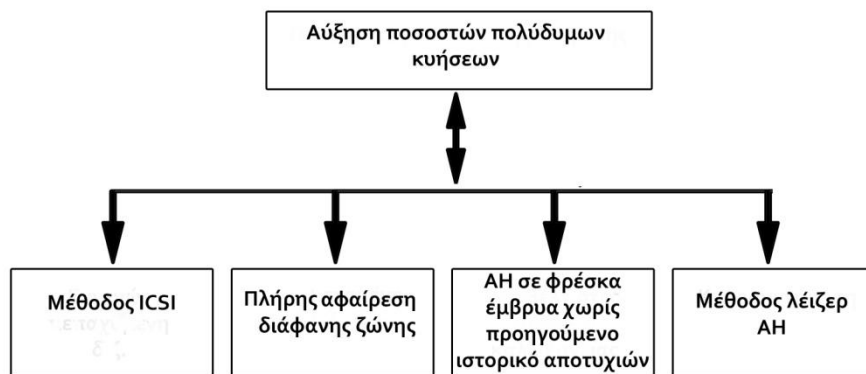 Αύξηση ποσοστών πολύδυμων
κυήσεων
Μέθοδος ICSI
Πλήρης αφαίρεση
διάφανης ζώνης
ΑΗ σε φρέσκα
έμβρυα χωρίς
προηγούμενο
ιστορικό αποτυχιών
Μέθοδος λέιζερ
ΑΗ